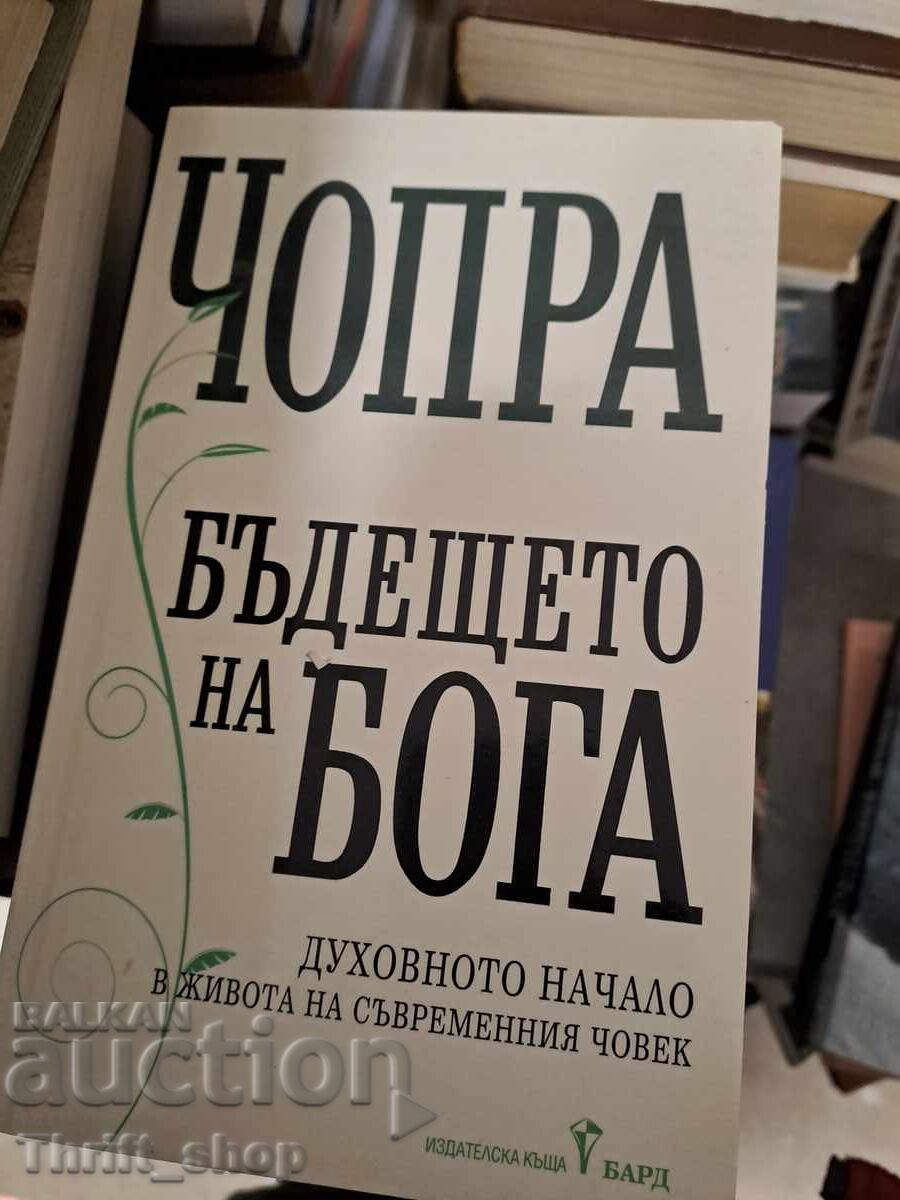 ЧОПРА
БЪДЕЩЕТО
НА БОГА
ДУХОВНОТО НАЧАЛО
В ЖИВОТА НА СЪВРЕМЕННИЯ ЧОВЕК
ИЗДАТЕЛСКА КЪЩА БАРД
BALKAN
auction
Thrift_shop